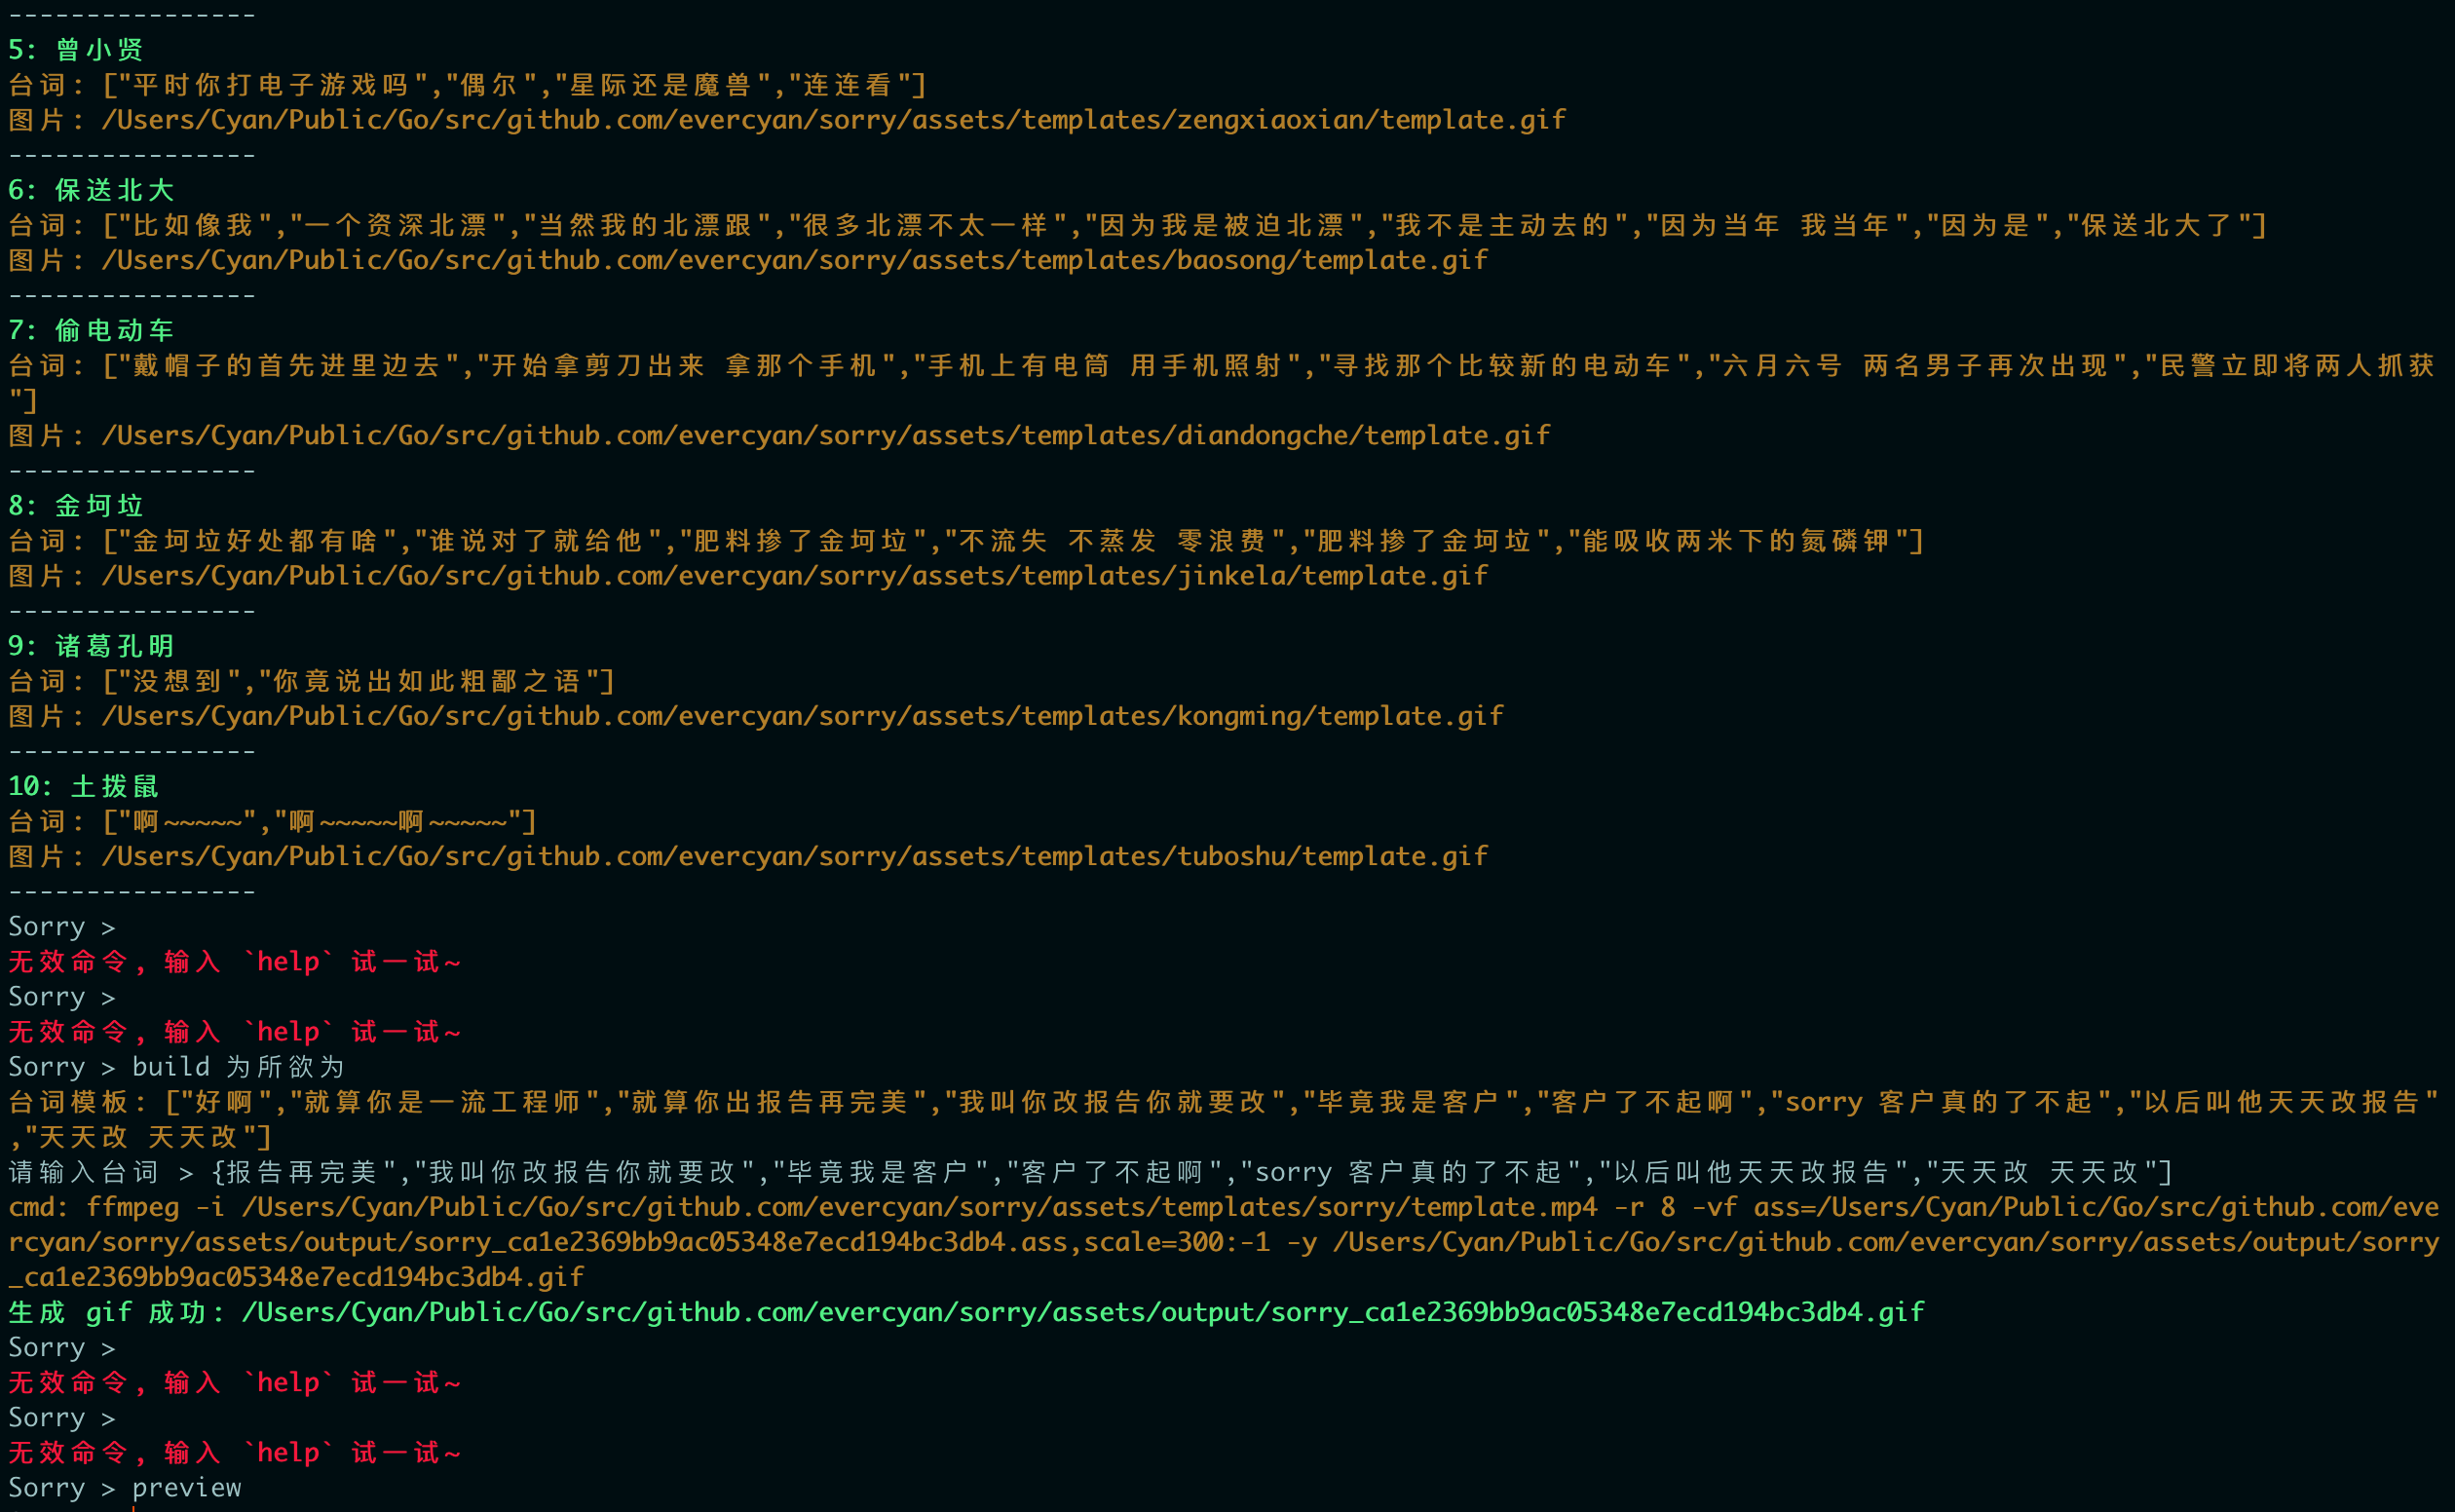 ----------------
5: 曾小贤
台词: ["平时你打电子游戏吗","偶尔","星际还是魔兽","连连看"]
图片: /Users/Cyan/Public/Go/src/github.com/evercyan/sorry/assets/templates/zengxiaoxian/template.gif
----------------
6: 保送北大
台词: ["比如像我","一个资深北漂","当然我的北漂跟","很多北漂不太一样","因为我是被迫北漂","我不是主动去的","因为当年 我当年","因为是","保送北大了"]
图片: /Users/Cyan/Public/Go/src/github.com/evercyan/sorry/assets/templates/baosong/template.gif
----------------
7: 偷电动车
台词: ["戴帽子的首先进里边去","开始拿剪刀出来 拿那个手机","手机上有电筒 用手机照射","寻找那个比较新的电动车","六月六号 两名男子再次出现","民警立即将两人抓获
"]
图片: /Users/Cyan/Public/Go/src/github.com/evercyan/sorry/assets/templates/diandongche/template.gif
----------------
8: 金坷垃
台词: ["金坷垃好处都有啥","谁说对了就给他","肥料掺了金坷垃","不流失 不蒸发 零浪费","肥料掺了金坷垃","能吸收两米下的氮磷钾"]
图片: /Users/Cyan/Public/Go/src/github.com/evercyan/sorry/assets/templates/jinkela/template.gif
----------------
9: 诸葛孔明
台词: ["没想到","你竟说出如此粗鄙之语"]
图片: /Users/Cyan/Public/Go/src/github.com/evercyan/sorry/assets/templates/kongming/template.gif
----------------
10: 土拨鼠
台词: ["啊~~~~~","啊~~~~~啊~~~~~"]
图片: /Users/Cyan/Public/Go/src/github.com/evercyan/sorry/assets/templates/tuboshu/template.gif
----------------
Sorry >
无效命令, 输入 `help` 试一试~
Sorry >
无效命令, 输入 `help` 试一试~
Sorry > build 为所欲为
台词模板: ["好啊","就算你是一流工程师","就算你出报告再完美","我叫你改报告你就要改","毕竟我是客户","客户了不起啊","sorry 客户真的了不起","以后叫他天天改报告"
,"天天改 天天改"]
请输入台词 > {报告再完美","我叫你改报告你就要改","毕竟我是客户","客户了不起啊","sorry 客户真的了不起","以后叫他天天改报告","天天改 天天改"]
cmd: ffmpeg -i /Users/Cyan/Public/Go/src/github.com/evercyan/sorry/assets/templates/sorry/template.mp4 -r 8 -vf ass=/Users/Cyan/Public/Go/src/github.com/eve
rcyan/sorry/assets/output/sorry_ca1e2369bb9ac05348e7ecd194bc3db4.ass,scale=300:-1 -y /Users/Cyan/Public/Go/src/github.com/evercyan/sorry/assets/output/sorry
_ca1e2369bb9ac05348e7ecd194bc3db4.gif
生成 gif 成功: /Users/Cyan/Public/Go/src/github.com/evercyan/sorry/assets/output/sorry_ca1e2369bb9ac05348e7ecd194bc3db4.gif
Sorry >
无效命令, 输入 `help` 试一试~
Sorry >
无效命令, 输入 `help` 试一试~
Sorry > preview